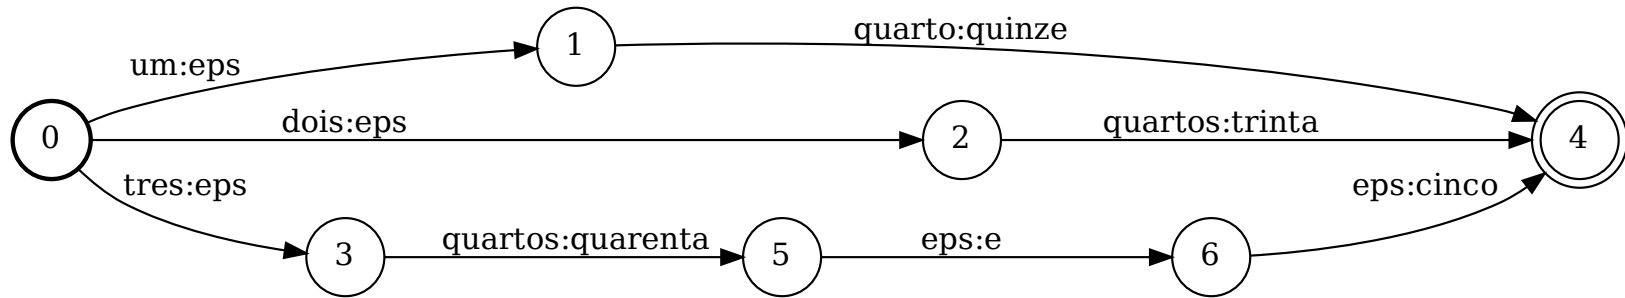 1
quarto:quinze
um:eps
0
dois:eps
2
quartos:trinta
4
tres:eps
eps:cinco
3
quartos:quarenta
5
eps:e
6